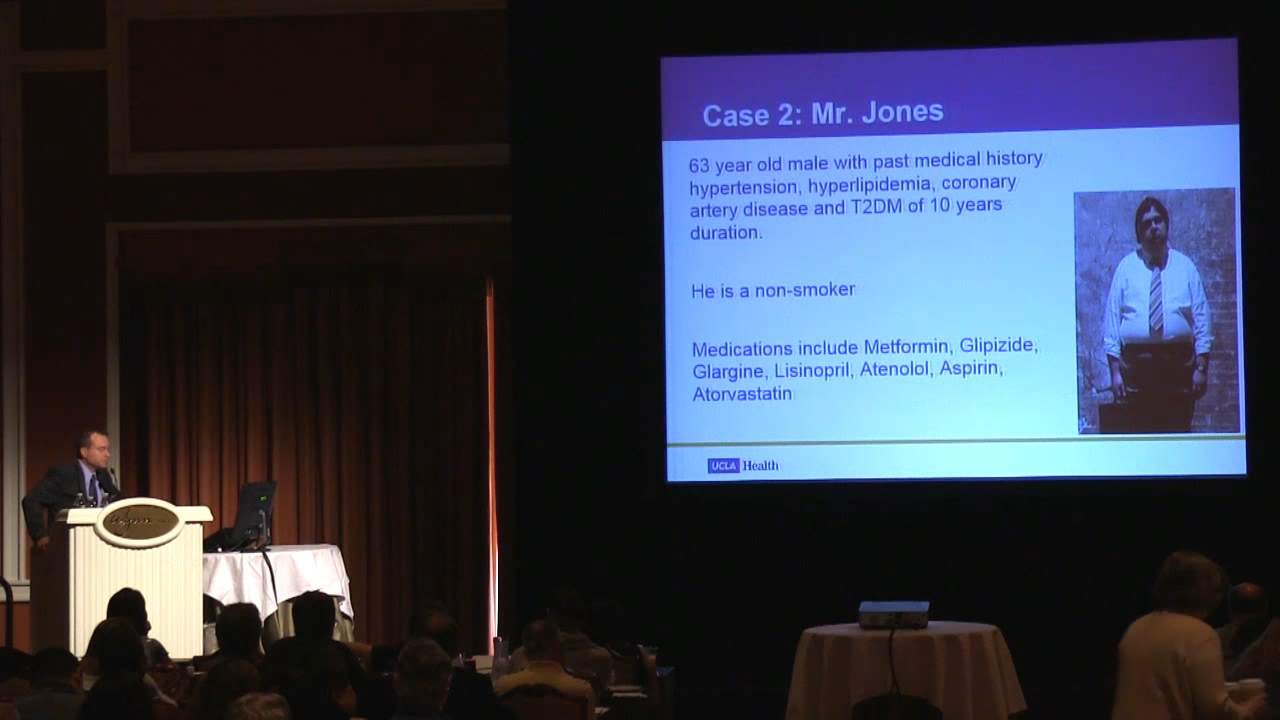 Case 2: Mr. Jones
63 year old male with past medical history
hypertension, hyperlipidemia, coronary
artery disease and T2DM of 10 years
duration.
He is a non-smoker
Medications include Metformin, Glipizide,
Glargine, Lisinopril, Atenolol, Aspirin,
Atorvastatin
UCLA Health
Wynn